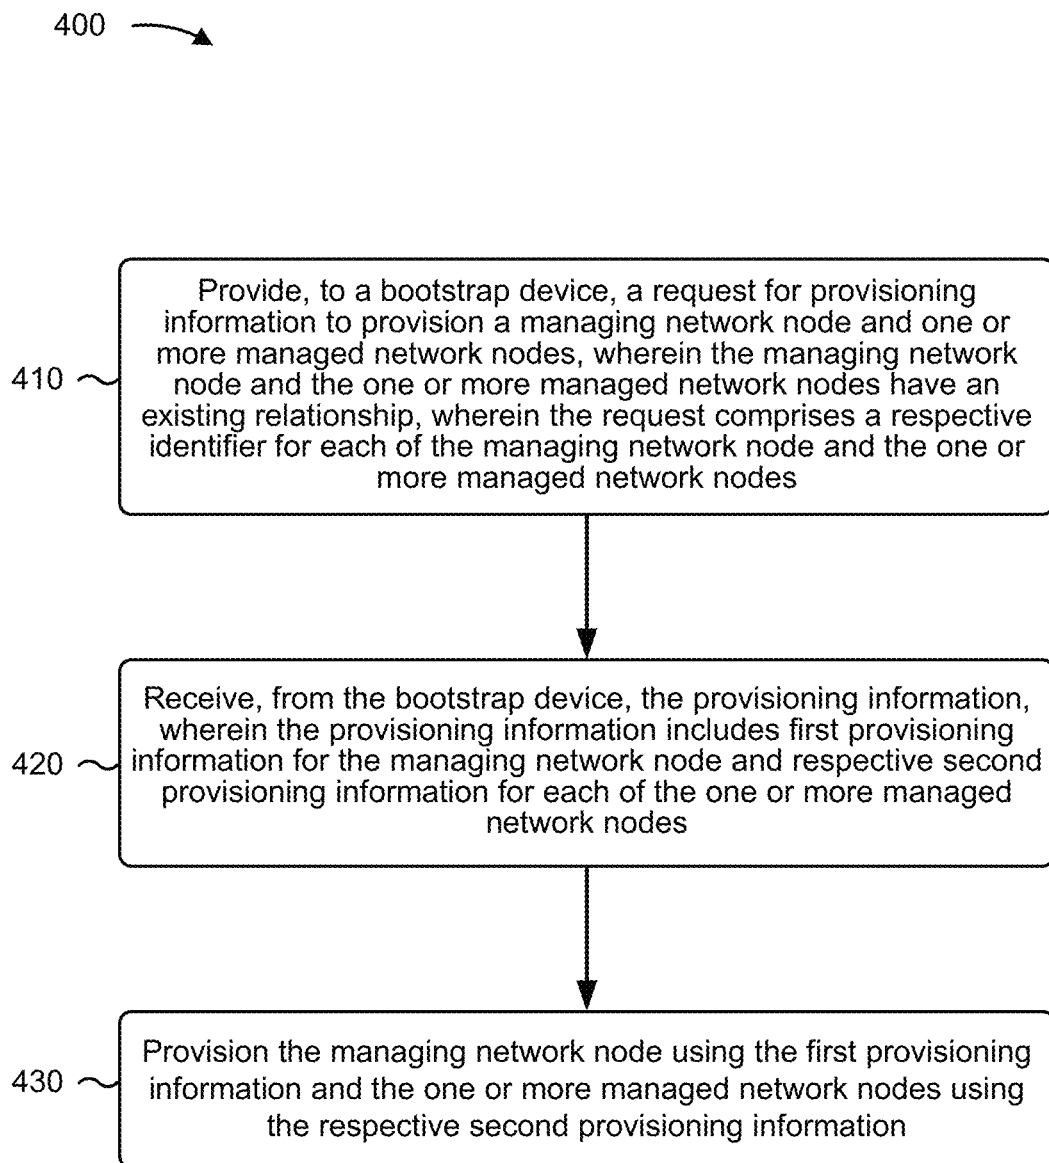 400
Provide, to a bootstrap device, a request for provisioning
information to provision a managing network node and one or
more managed network nodes, wherein the managing network
node and the one or more managed network nodes have an
existing relationship, wherein the request comprises a respective
identifier for each of the managing network node and the one or
more managed network nodes
410
Receive, from the bootstrap device, the provisioning information,
wherein the provisioning information includes first provisioning
information for the managing network node and respective second
provisioning information for each of the one or more managed
network nodes
420
Provision the managing network node using the first provisioning
information and the one or more managed network nodes using
the respective second provisioning information
430